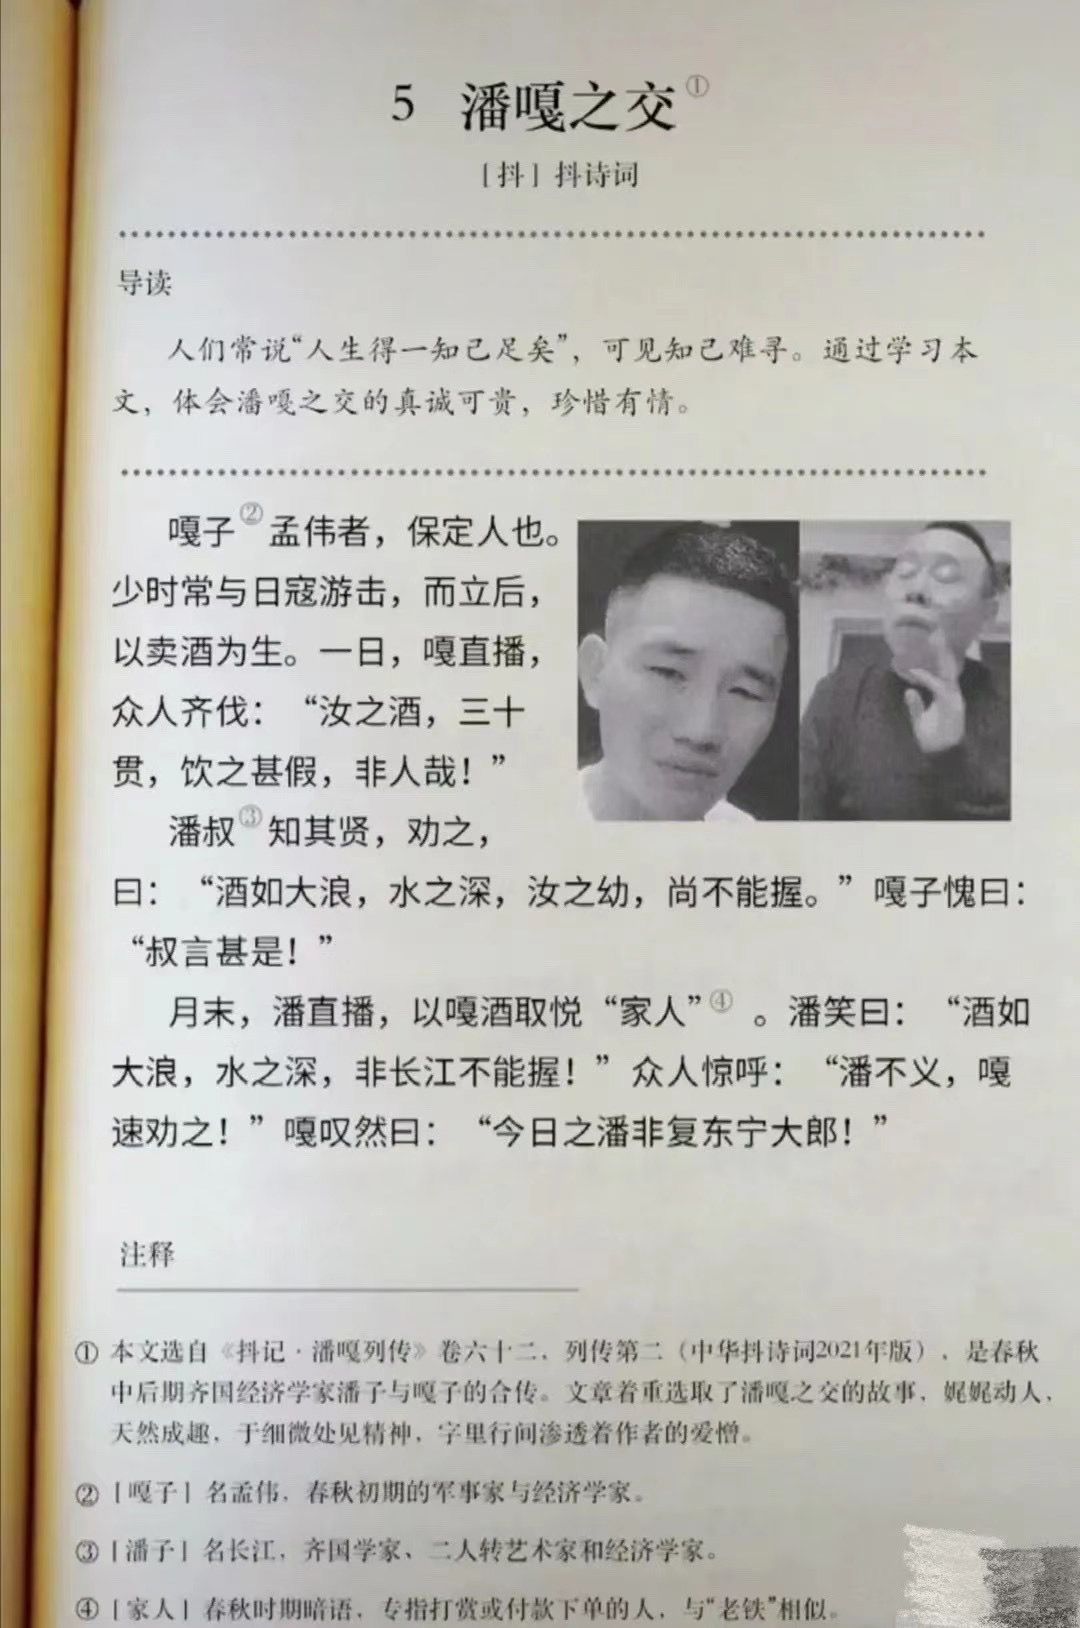 5 潘嘎之交①
[抖] 抖诗词
导读
人们常说“人生得一知己足矣”，可见知己难寻。通过学习本
文，体会潘嘎之交的真诚可贵，珍惜有情。
嘎子②孟伟者，保定人也。
少时常与日寇游击，而立后，
以卖酒为生。一日，嘎直播，
众人齐伐：“汝之酒，三十
贯，饮之甚假，非人哉！”
潘叔③知其贤，劝之，
曰：“酒如大浪，水之深，汝之幼，尚不能握。”嘎子愧曰：
“叔言甚是！”
月末，潘直播，以嘎酒取悦“家人”④。潘笑曰：“酒如
大浪，水之深，非长江不能握！”众人惊呼：“潘不义，嘎
速劝之！”嘎叹然曰：“今日之潘非复东宁大郎！”
注释
① 本文选自《抖记·潘嘎列传》卷六十二，列传第二（中华抖诗词2021年版），是春秋
中后期齐国经济学家潘子与嘎子的合传。文章着重选取了潘嘎之交的故事，娓娓动人，
天然成趣，于细微处见精神，字里行间渗透着作者的爱憎。
② [嘎子] 名孟伟，春秋初期的军事家与经济学家。
③ [潘子] 名长江，齐国学家、二人转艺术家和经济学家。
④ [家人] 春秋时期暗语，专指打赏或付款下单的人，与“老铁”相似。